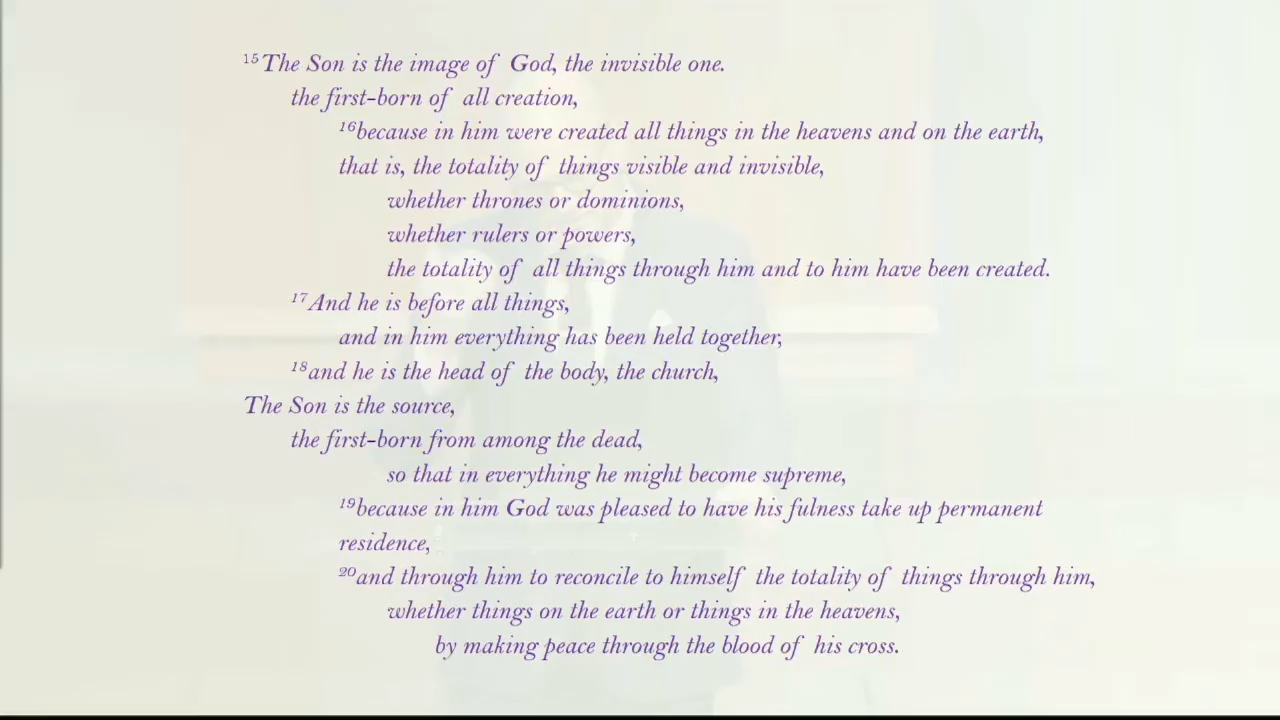 ¹⁵The Son is the image of God, the invisible one.
the first-born of all creation,
¹⁶because in him were created all things in the heavens and on the earth,
that is, the totality of things visible and invisible,
whether thrones or dominions,
whether rulers or powers,
the totality of all things through him and to him have been created.
¹⁷And he is before all things,
and in him everything has been held together;
¹⁸and he is the head of the body, the church,
The Son is the source,
the first-born from among the dead,
so that in everything he might become supreme,
¹⁹because in him God was pleased to have his fulness take up permanent
residence,
²⁰and through him to reconcile to himself the totality of things through him,
whether things on the earth or things in the heavens,
by making peace through the blood of his cross.